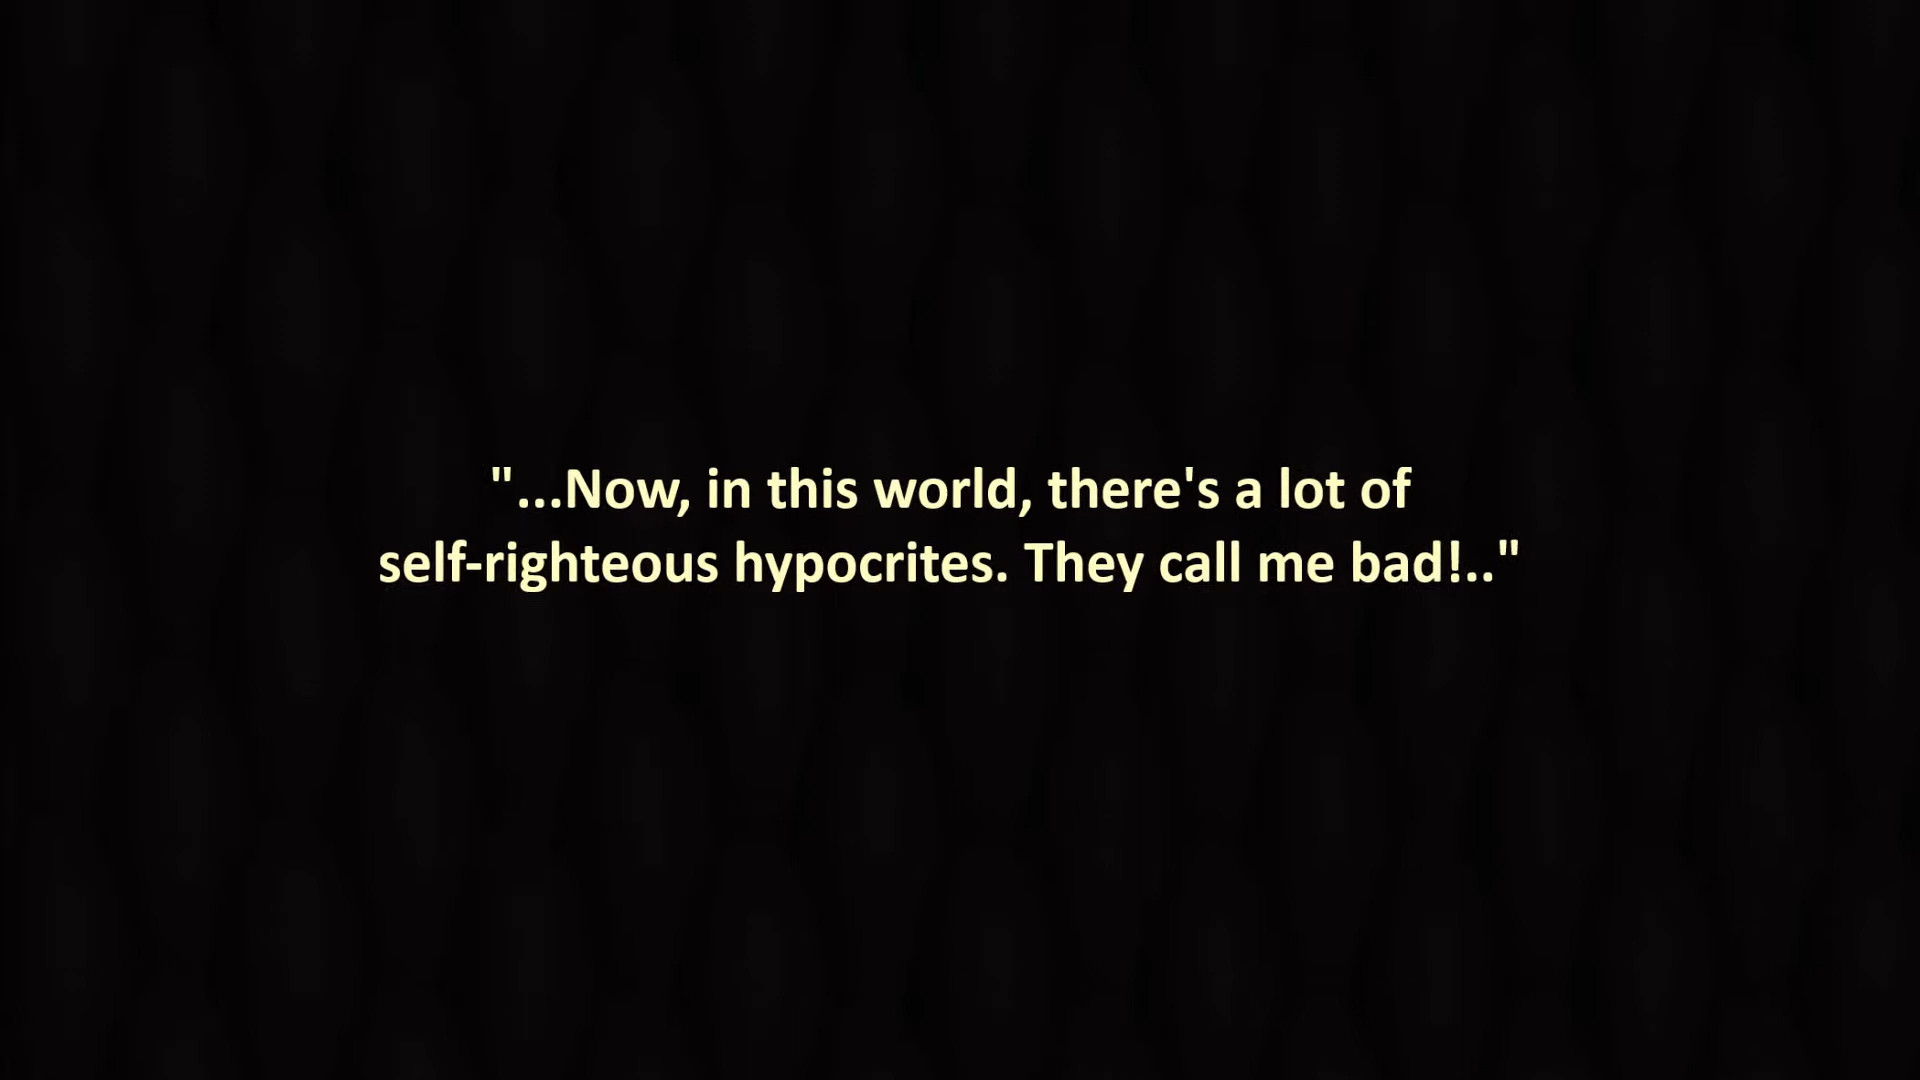 "...Now, in this world, there's a lot of
self-righteous hypocrites. They call me bad!.."